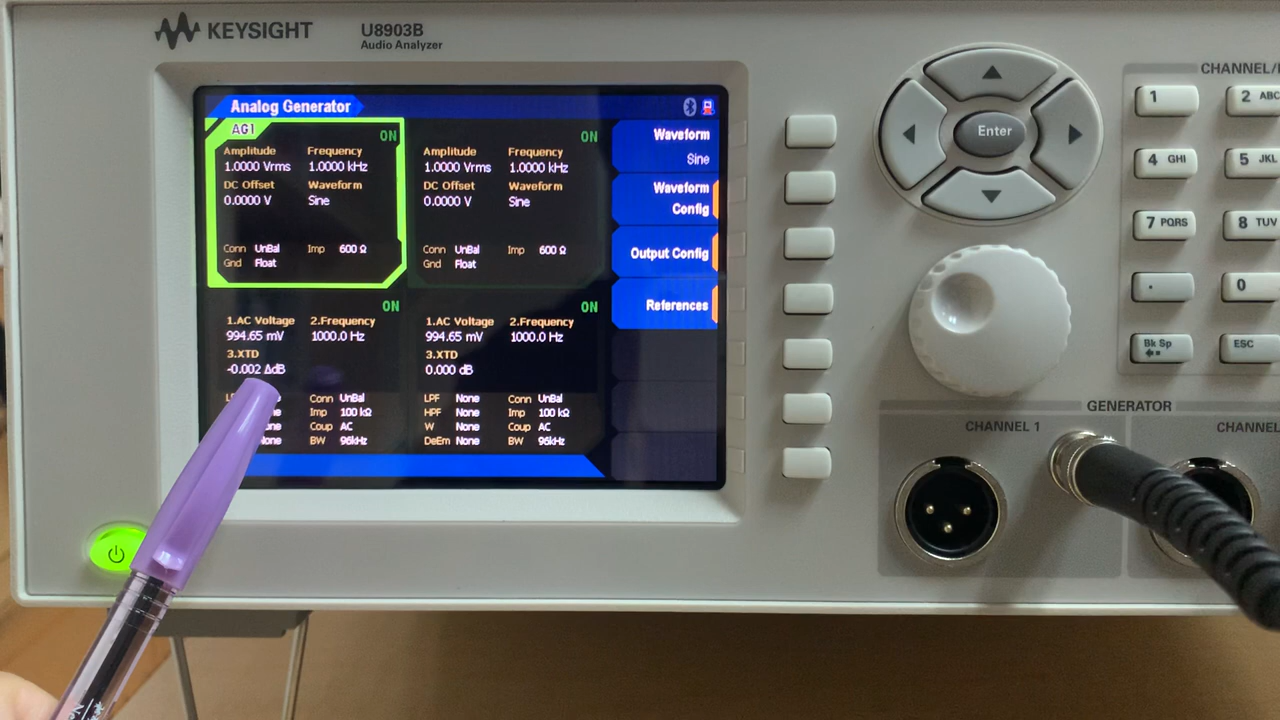 KEYSIGHT U8903B
Audio Analyzer
Analog Generator
AG1 ON
Amplitude Frequency
1.0000 Vrms 1.0000 kHz
DC Offset Waveform
0.0000 V Sine
Conn UnBal Imp 600 Ω
Gnd Float
ON
Amplitude Frequency
1.0000 Vrms 1.0000 kHz
DC Offset Waveform
0.0000 V Sine
Conn UnBal Imp 600 Ω
Gnd Float
ON
1.AC Voltage 2.Frequency
994.65 mV 1000.0 Hz
3.XTD
-0.002 ΔdB
Conn UnBal
Imp 100 kΩ
Coup AC
None BW 96kHz
ON
1.AC Voltage 2.Frequency
994.65 mV 1000.0 Hz
3.XTD
0.000 dB
LPF None Conn UnBal
HPF None Imp 100 kΩ
W None Coup AC
DeEm None BW 96kHz
Waveform
Sine
Waveform
Config
Output Config
References
Enter
1 2 ABC
4 GHI 5 JKL
7 PQRS 8 TUV
. 0
Bk Sp ESC
GENERATOR
CHANNEL 1